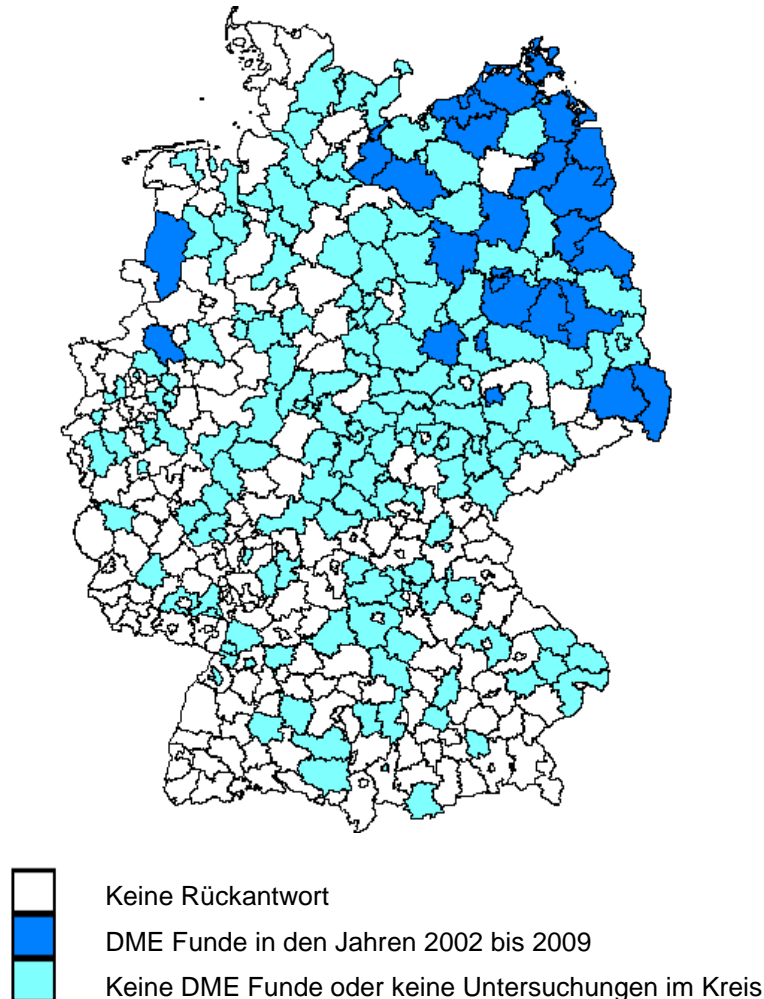 Keine Rückantwort
DME Funde in den Jahren 2002 bis 2009
Keine DME Funde oder keine Untersuchungen im Kreis